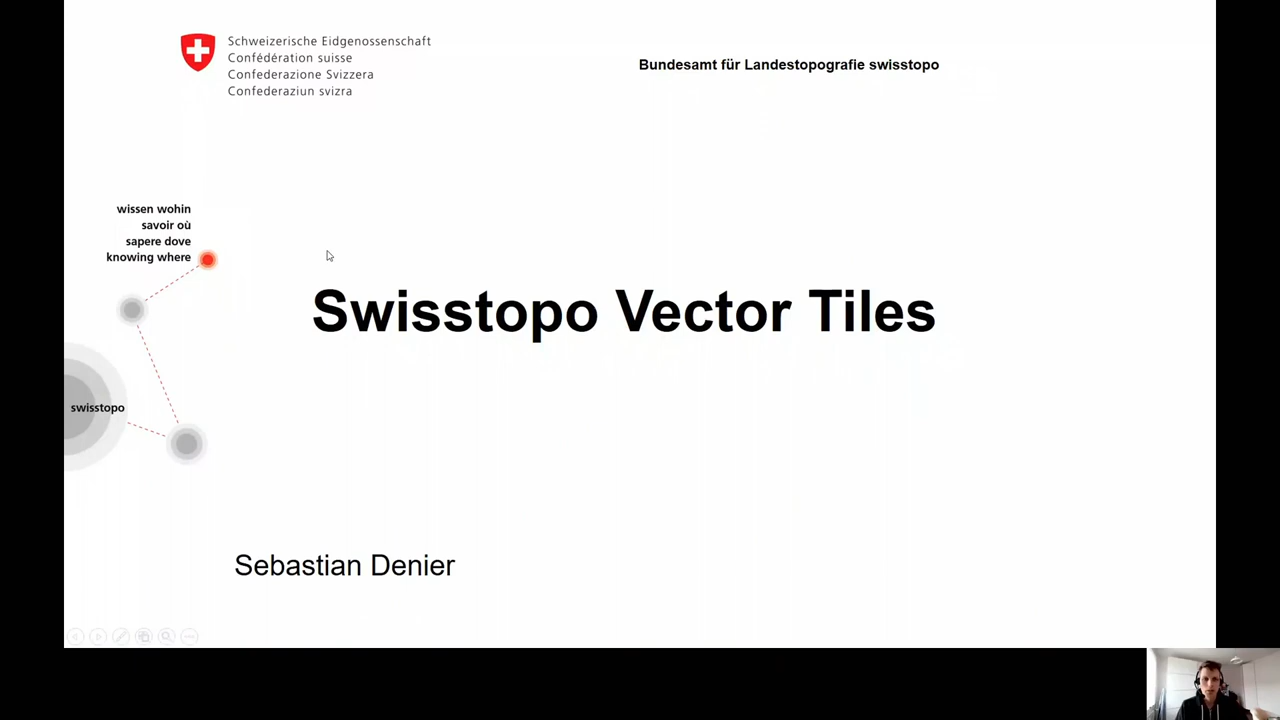 Schweizerische Eidgenossenschaft
Confédération suisse
Confederazione Svizzera
Confederaziun svizra
Bundesamt für Landestopografie swisstopo
wissen wohin
savoir où
sapere dove
knowing where
Swisstopo Vector Tiles
swisstopo
Sebastian Denier